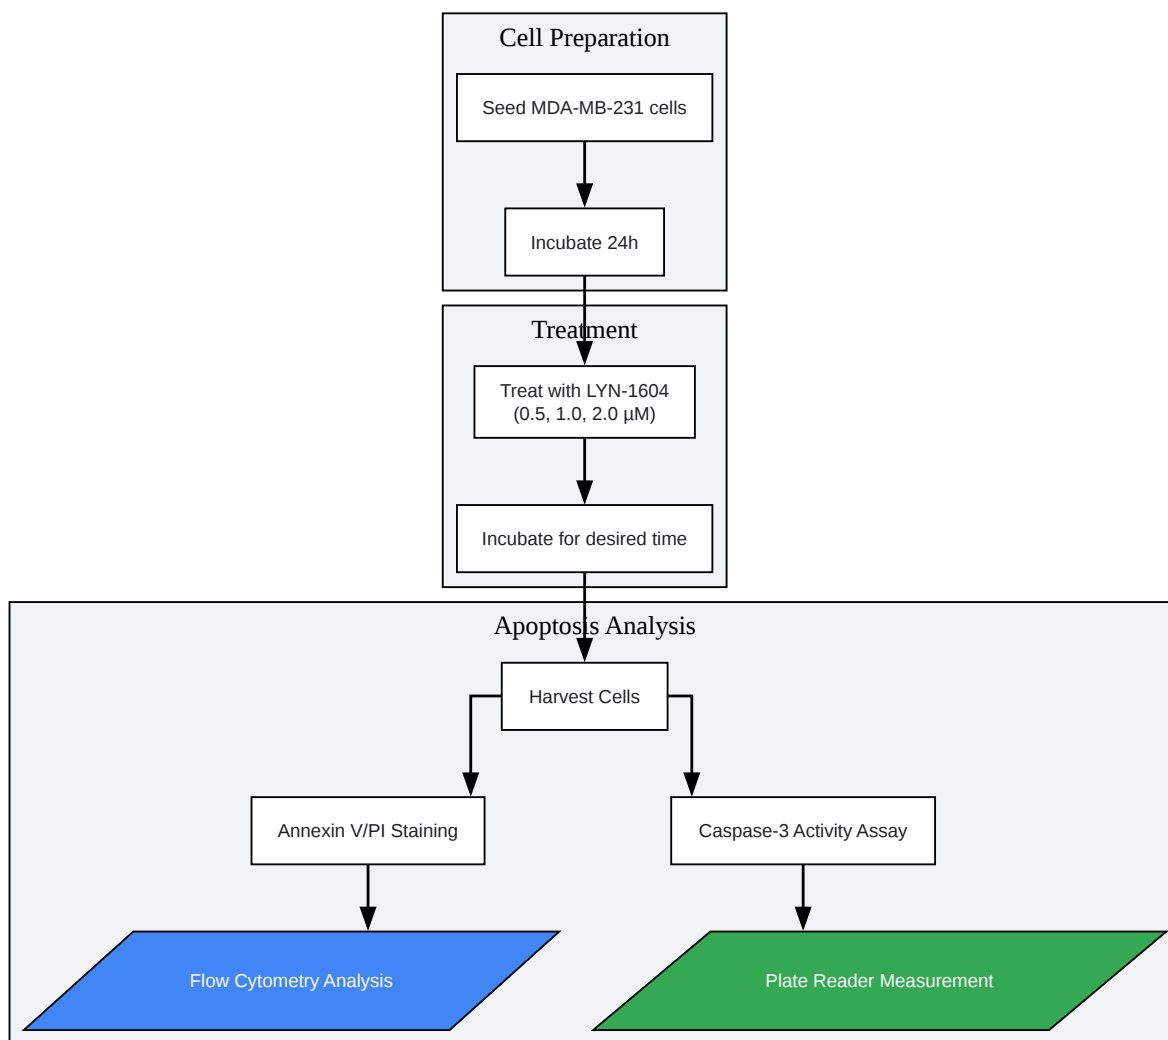 Cell Preparation
Seed MDA-MB-231 cells
Incubate 24h
Treatment
Treat with LYN-1604
(0.5, 1.0, 2.0 µM)
Incubate for desired time
Apoptosis Analysis
Harvest Cells
Annexin V/PI Staining
Caspase-3 Activity Assay
Flow Cytometry Analysis
Plate Reader Measurement